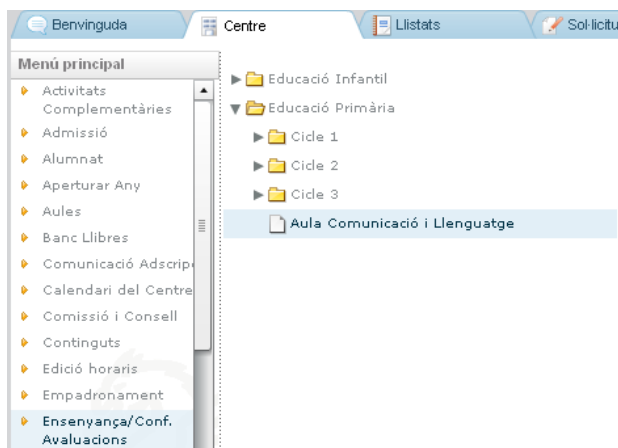 Benvinguda
Centre
Llistats
Menú principal
Activitats
Complementàries
Admissió
Alumnat
Aperturar Any
Aules
Banc Llibres
Comunicació Adscrip
Calendari del Centre
Comissió i Consell
Continguts
Edició horaris
Empadronament
Ensenyança/Conf.
Avaluacions
Educació Infantil
Educació Primària
Cicle 1
Cicle 2
Cicle 3
Aula Comunicació i Llenguatge